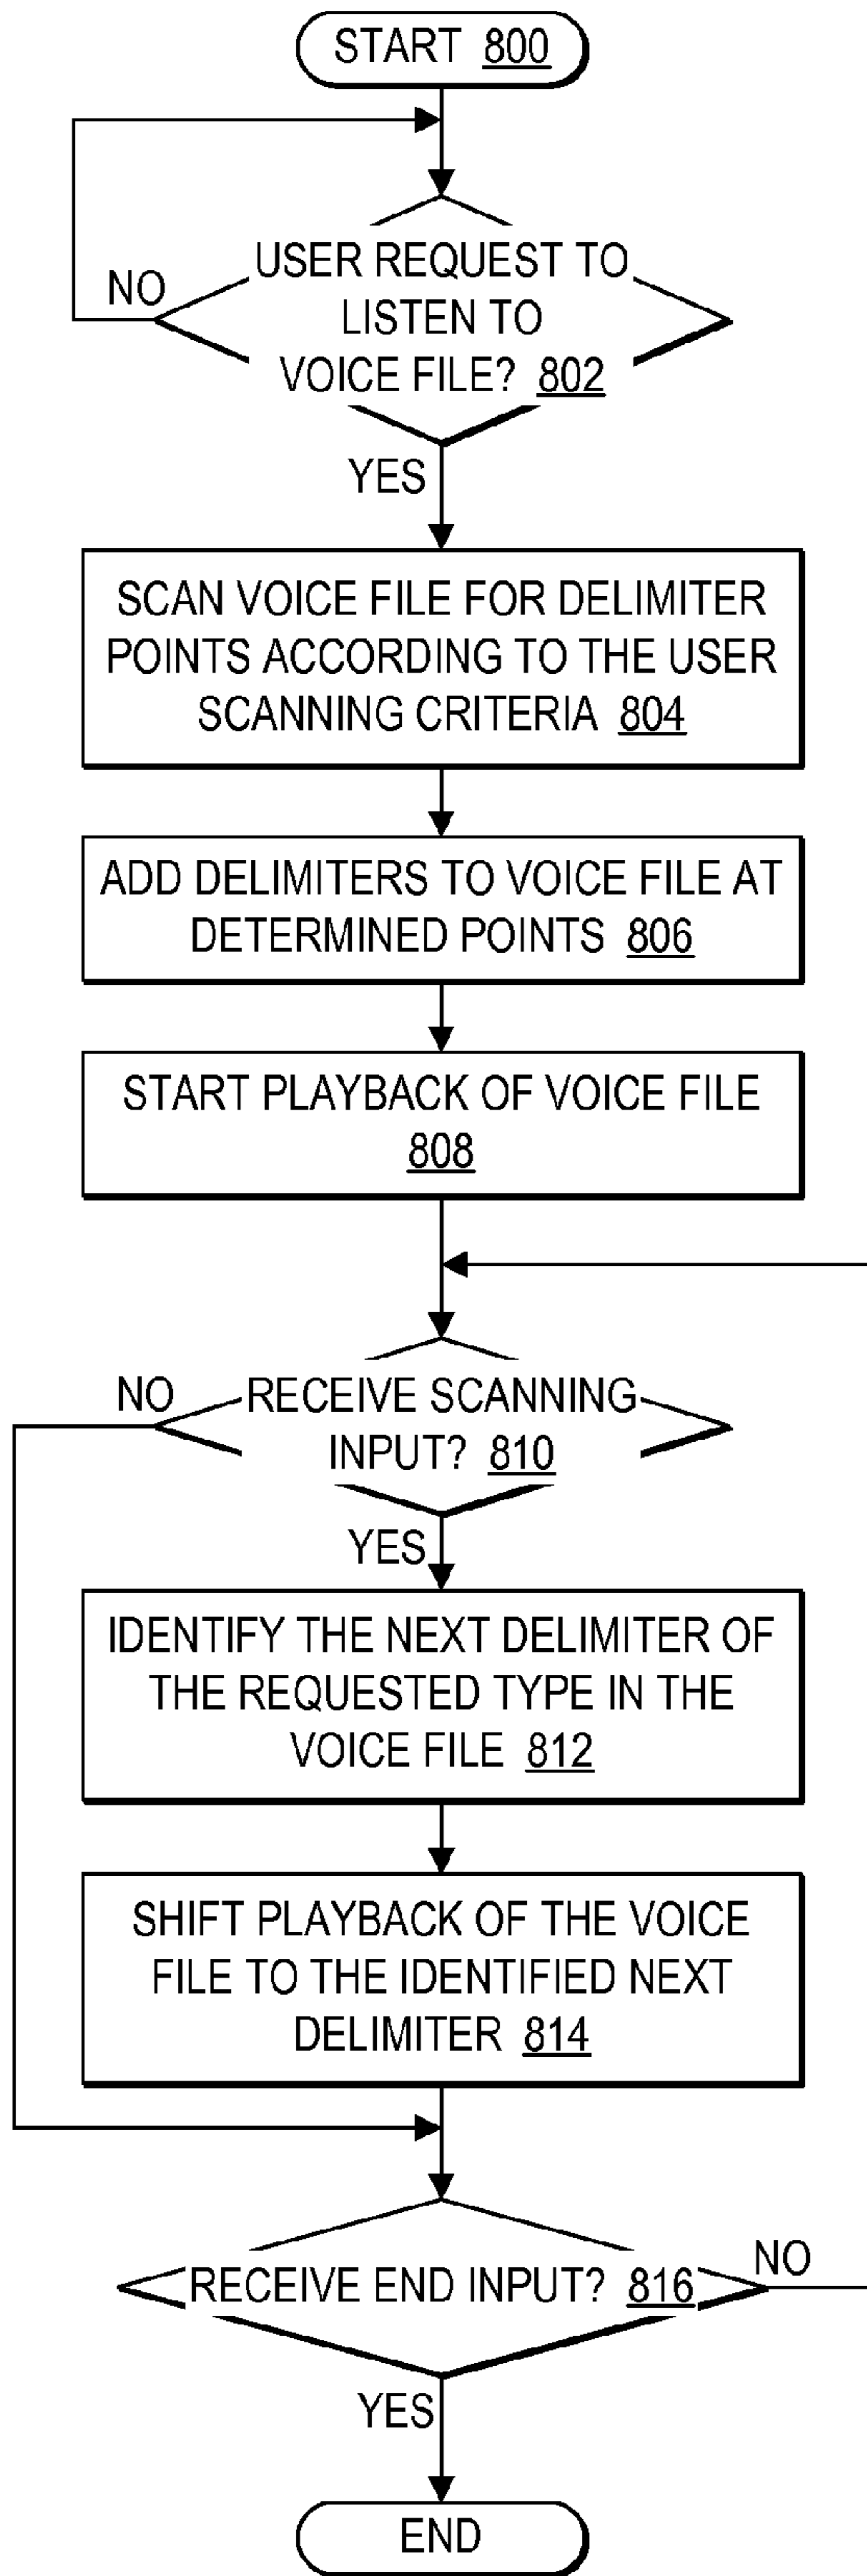 START 800
USER REQUEST TO
LISTEN TO
VOICE FILE? 802
NO
YES
SCAN VOICE FILE FOR DELIMITER
POINTS ACCORDING TO THE USER
SCANNING CRITERIA 804
ADD DELIMITERS TO VOICE FILE AT
DETERMINED POINTS 806
START PLAYBACK OF VOICE FILE
808
NO
RECEIVE SCANNING
INPUT? 810
YES
IDENTIFY THE NEXT DELIMITER OF
THE REQUESTED TYPE IN THE
VOICE FILE 812
SHIFT PLAYBACK OF THE VOICE
FILE TO THE IDENTIFIED NEXT
DELIMITER 814
RECEIVE END INPUT? 816
NO
YES
END